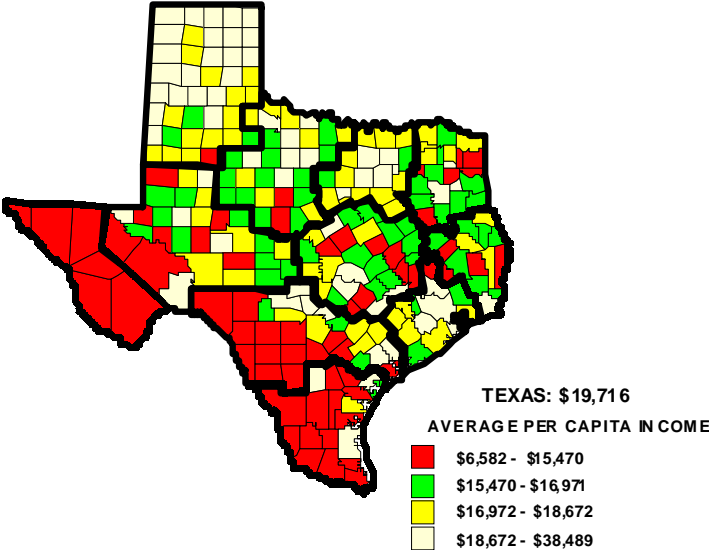 TEXAS: $19,716
AVERAGE PER CAPITA INCOME
$6,582 - $15,470
$15,470 - $16,971
$16,972 - $18,672
$18,672 - $38,489